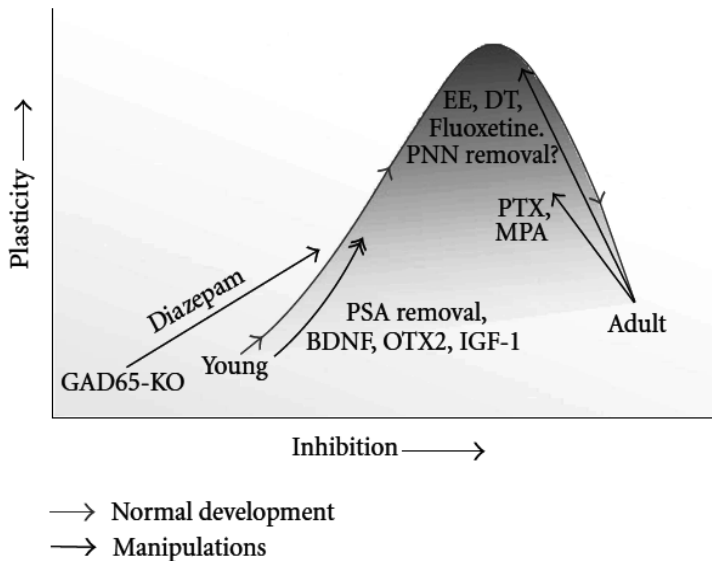 Plasticity
EE, DT,
Fluoxetine.
PNN removal?
PTX,
MPA
Diazepam
PSA removal,
BDNF, OTX2, IGF-1
Adult
Young
GAD65-KO
Inhibition
Normal development
Manipulations